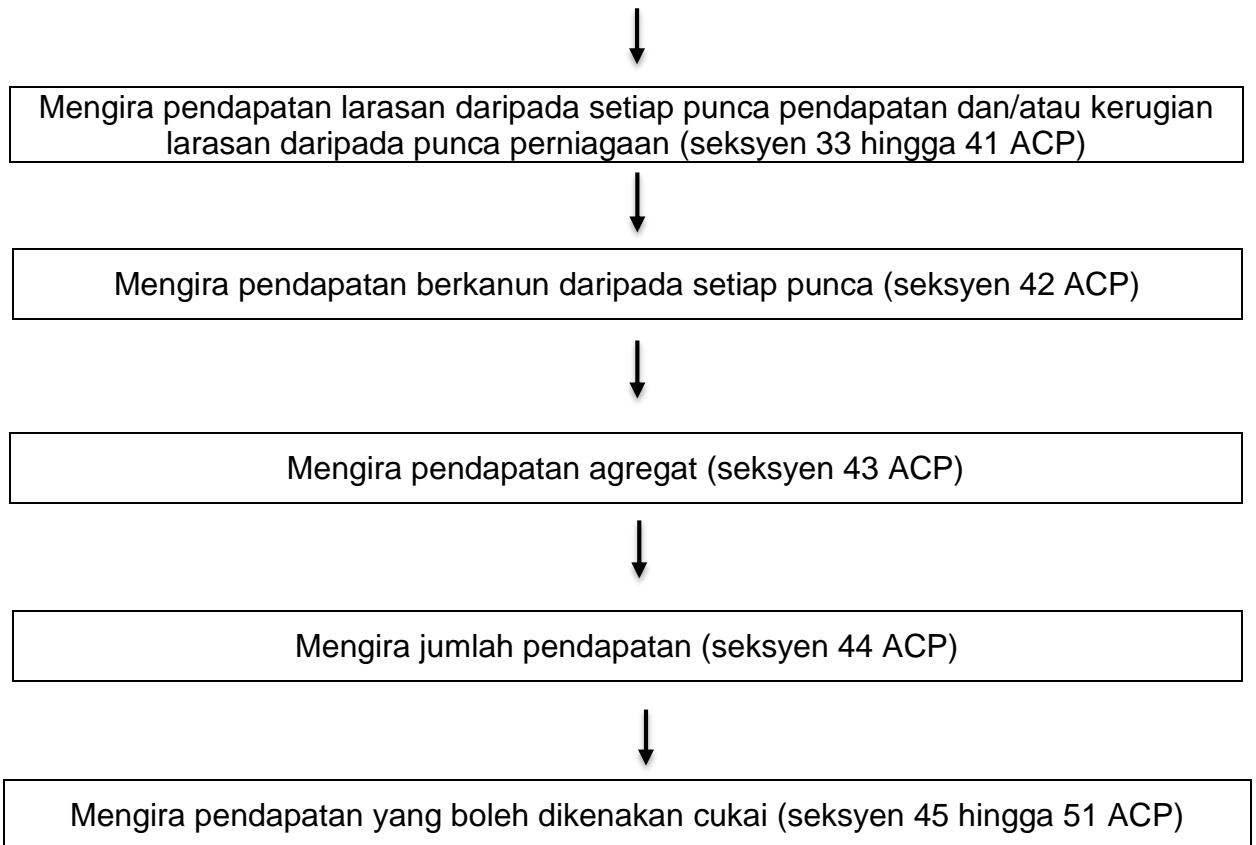 Mengira pendapatan larasan daripada setiap punca pendapatan dan/atau kerugian
larasan daripada punca perniagaan (seksyen 33 hingga 41 ACP)
Mengira pendapatan berkanun daripada setiap punca (seksyen 42 ACP)
Mengira pendapatan agregat (seksyen 43 ACP)
Mengira jumlah pendapatan (seksyen 44 ACP)
Mengira pendapatan yang boleh dikenakan cukai (seksyen 45 hingga 51 ACP)